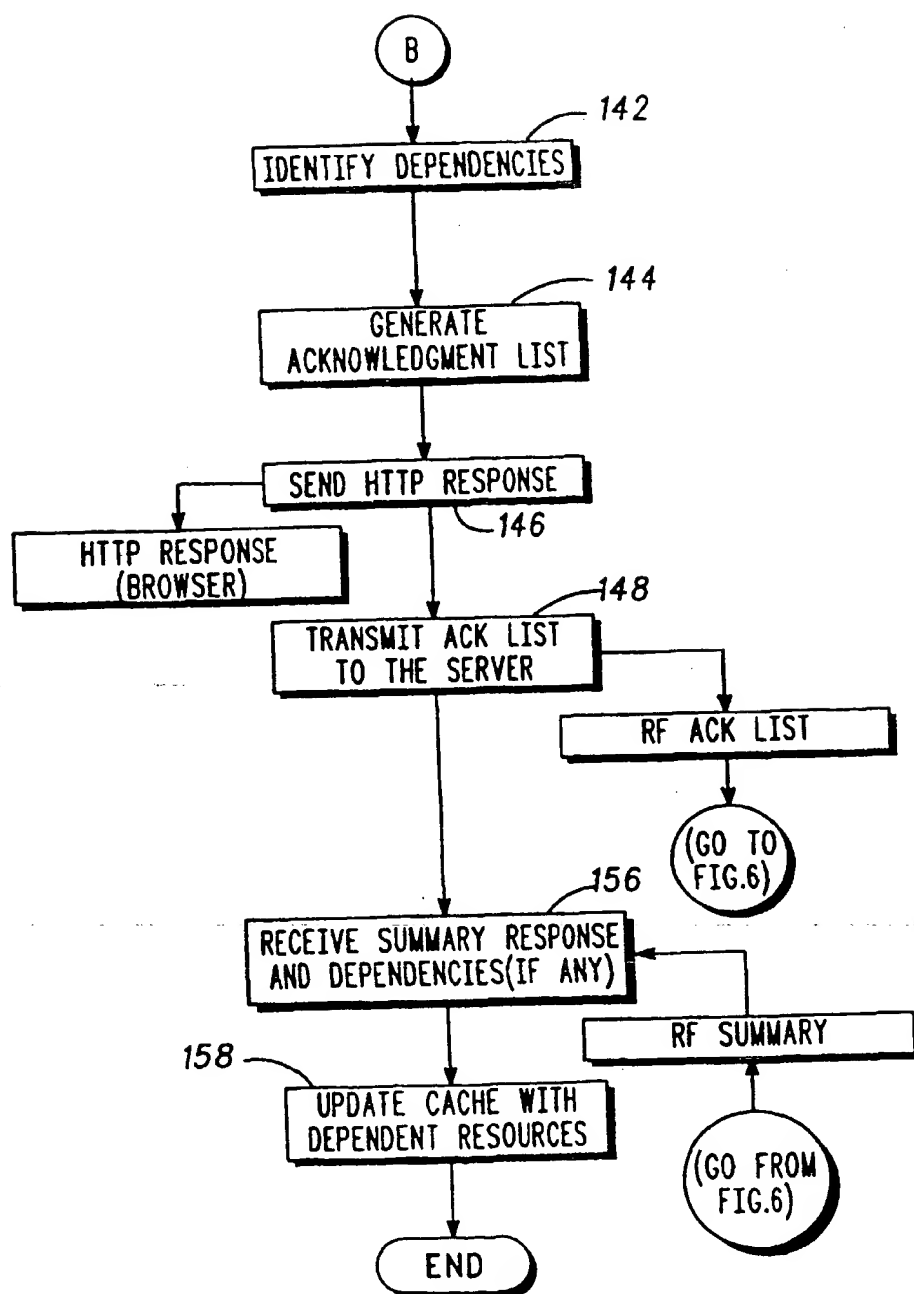 B
142
IDENTIFY DEPENDENCIES
144
GENERATE
ACKNOWLEDGMENT LIST
SEND HTTP RESPONSE
146
HTTP RESPONSE
(BROWSER)
148
TRANSMIT ACK LIST
TO THE SERVER
RF ACK LIST
(GO TO
FIG.6)
156
RECEIVE SUMMARY RESPONSE
AND DEPENDENCIES(IF ANY)
RF SUMMARY
158
UPDATE CACHE WITH
DEPENDENT RESOURCES
(GO FROM
FIG.6)
END